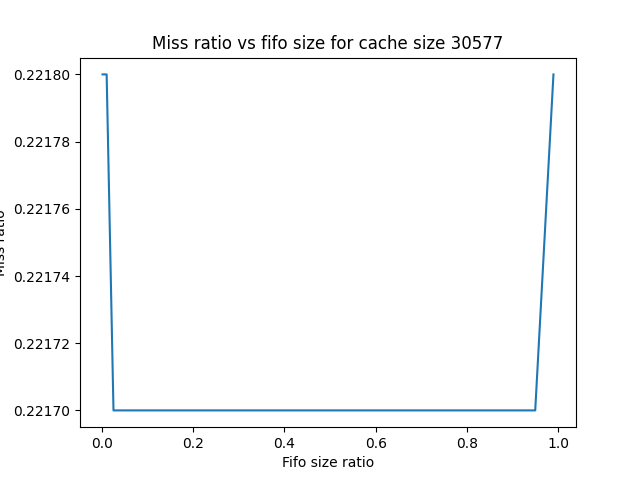 Miss ratio vs fifo size for cache size 30577
0.22180
0.22178
0.22176
0.22174
0.22172
0.22170
Miss ratio
0.0 0.2 0.4 0.6 0.8 1.0
Fifo size ratio